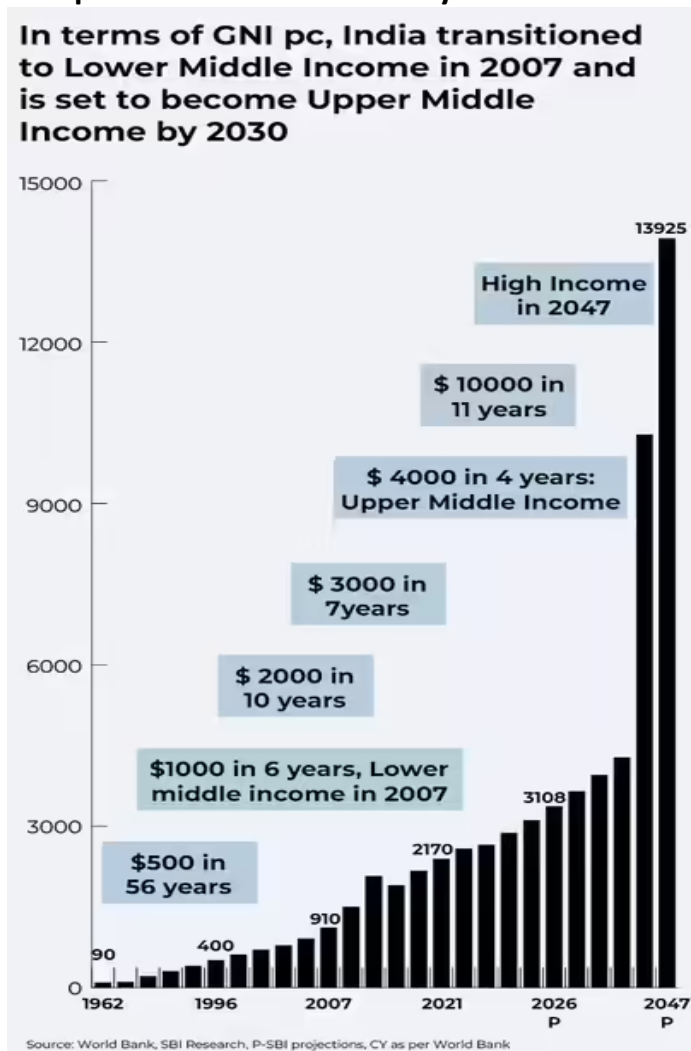 In terms of GNI pc, India transitioned
to Lower Middle Income in 2007 and
is set to become Upper Middle
Income by 2030
15000
13925
High Income
in 2047
12000
$ 10000 in
11 years
$ 4000 in 4 years:
Upper Middle Income
9000
$ 3000 in
7years
6000
$ 2000 in
10 years
$1000 in 6 years, Lower
middle income in 2007
3108
3000
2170
$500 in
56 years
910
400
90
0
1962 1996 2007 2021 2026 2047
P P
Source: World Bank, SBI Research, P-SBI projections, CY as per World Bank